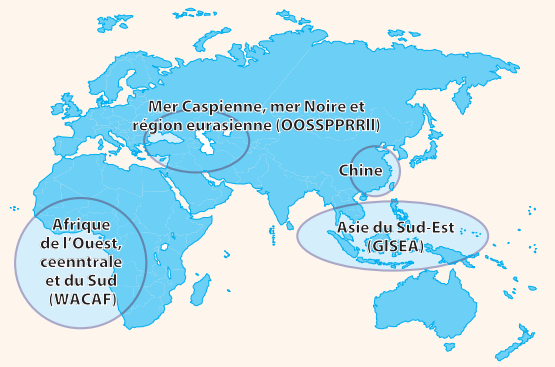 Mer Caspienne, mer Noire et
région eurasienne (OOSSPPRRII)
Chine
Asie du Sud-Est
(GISEA)
Afrique
de l'Ouest,
ceenntrale
et du Sud
(WACAF)